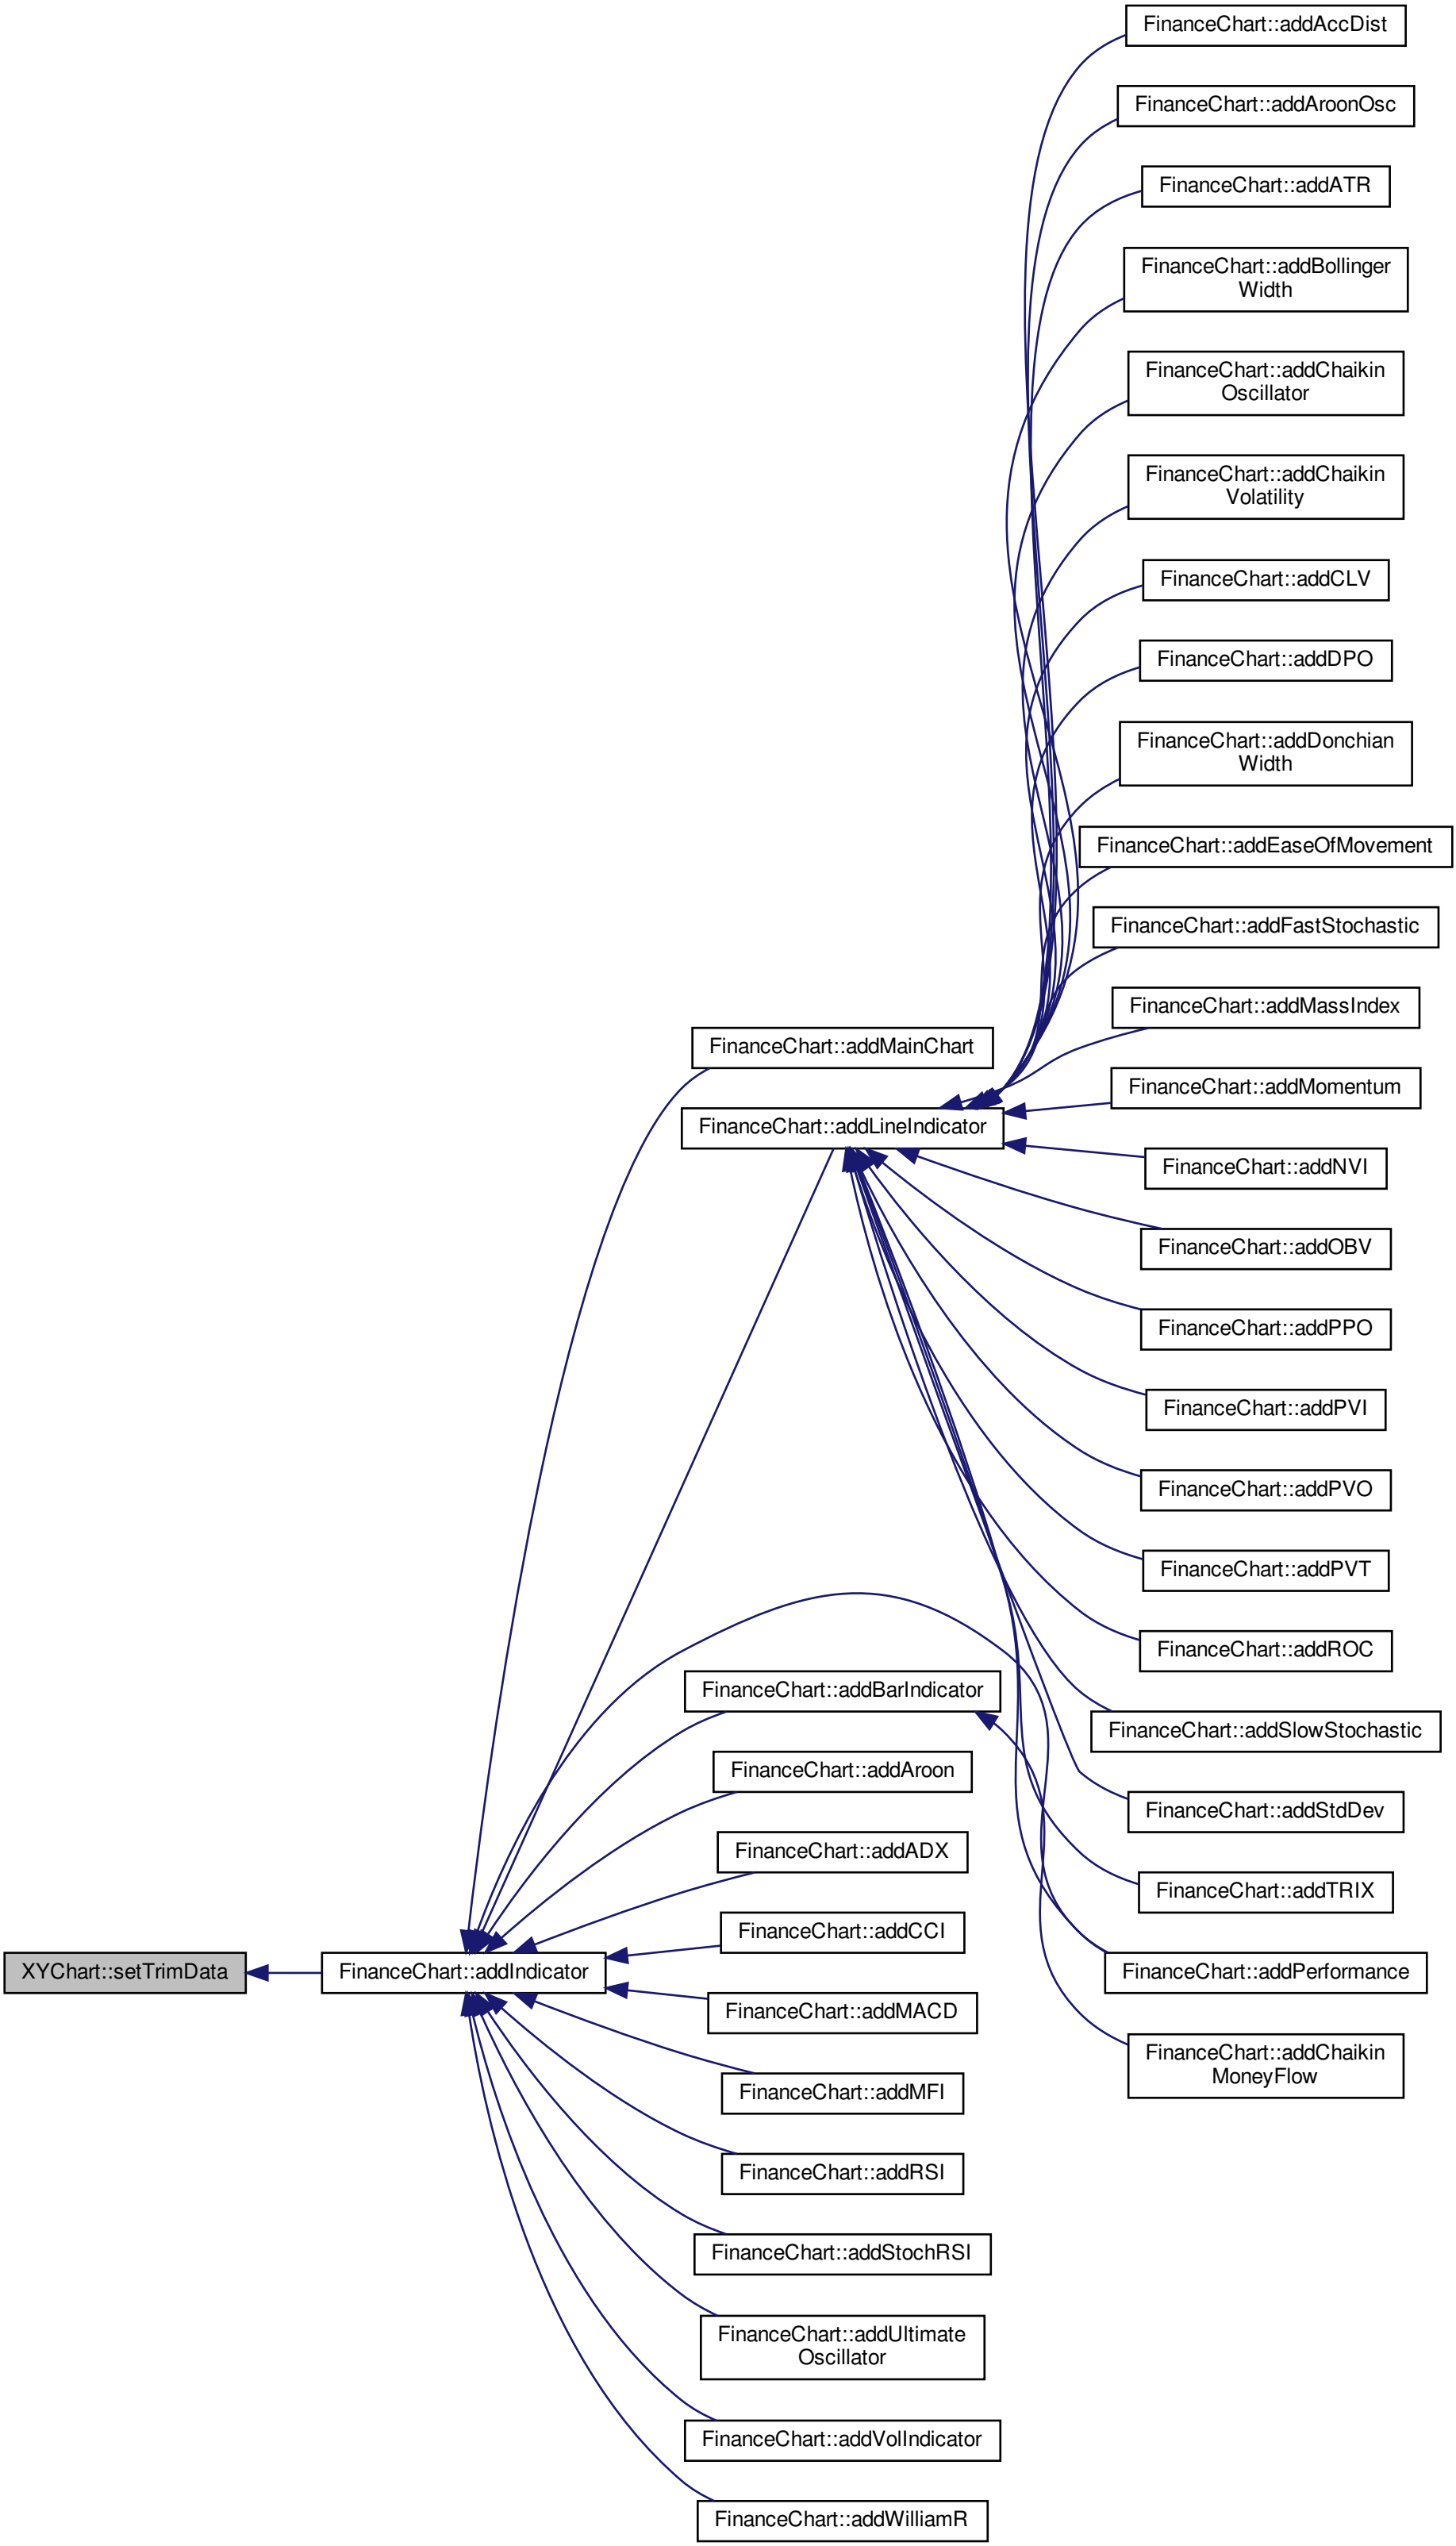 FinanceChart::addAccDist
FinanceChart::addAroonOsc
FinanceChart::addATR
FinanceChart::addBollinger
Width
FinanceChart::addChaikin
Oscillator
FinanceChart::addChaikin
Volatility
FinanceChart::addCLV
FinanceChart::addDPO
FinanceChart::addDonchian
Width
FinanceChart::addEaseOfMovement
FinanceChart::addFastStochastic
FinanceChart::addMassIndex
FinanceChart::addMainChart
FinanceChart::addMomentum
FinanceChart::addLineIndicator
FinanceChart::addNVI
FinanceChart::addOBV
FinanceChart::addPPO
FinanceChart::addPVI
FinanceChart::addPVO
FinanceChart::addPVT
FinanceChart::addROC
FinanceChart::addBarIndicator
FinanceChart::addSlowStochastic
FinanceChart::addAroon
FinanceChart::addStdDev
FinanceChart::addADX
FinanceChart::addTRIX
FinanceChart::addCCI
XYChart::setTrimData
FinanceChart::addIndicator
FinanceChart::addPerformance
FinanceChart::addMACD
FinanceChart::addChaikin
MoneyFlow
FinanceChart::addMFI
FinanceChart::addRSI
FinanceChart::addStochRSI
FinanceChart::addUltimate
Oscillator
FinanceChart::addVolIndicator
FinanceChart::addWilliamR